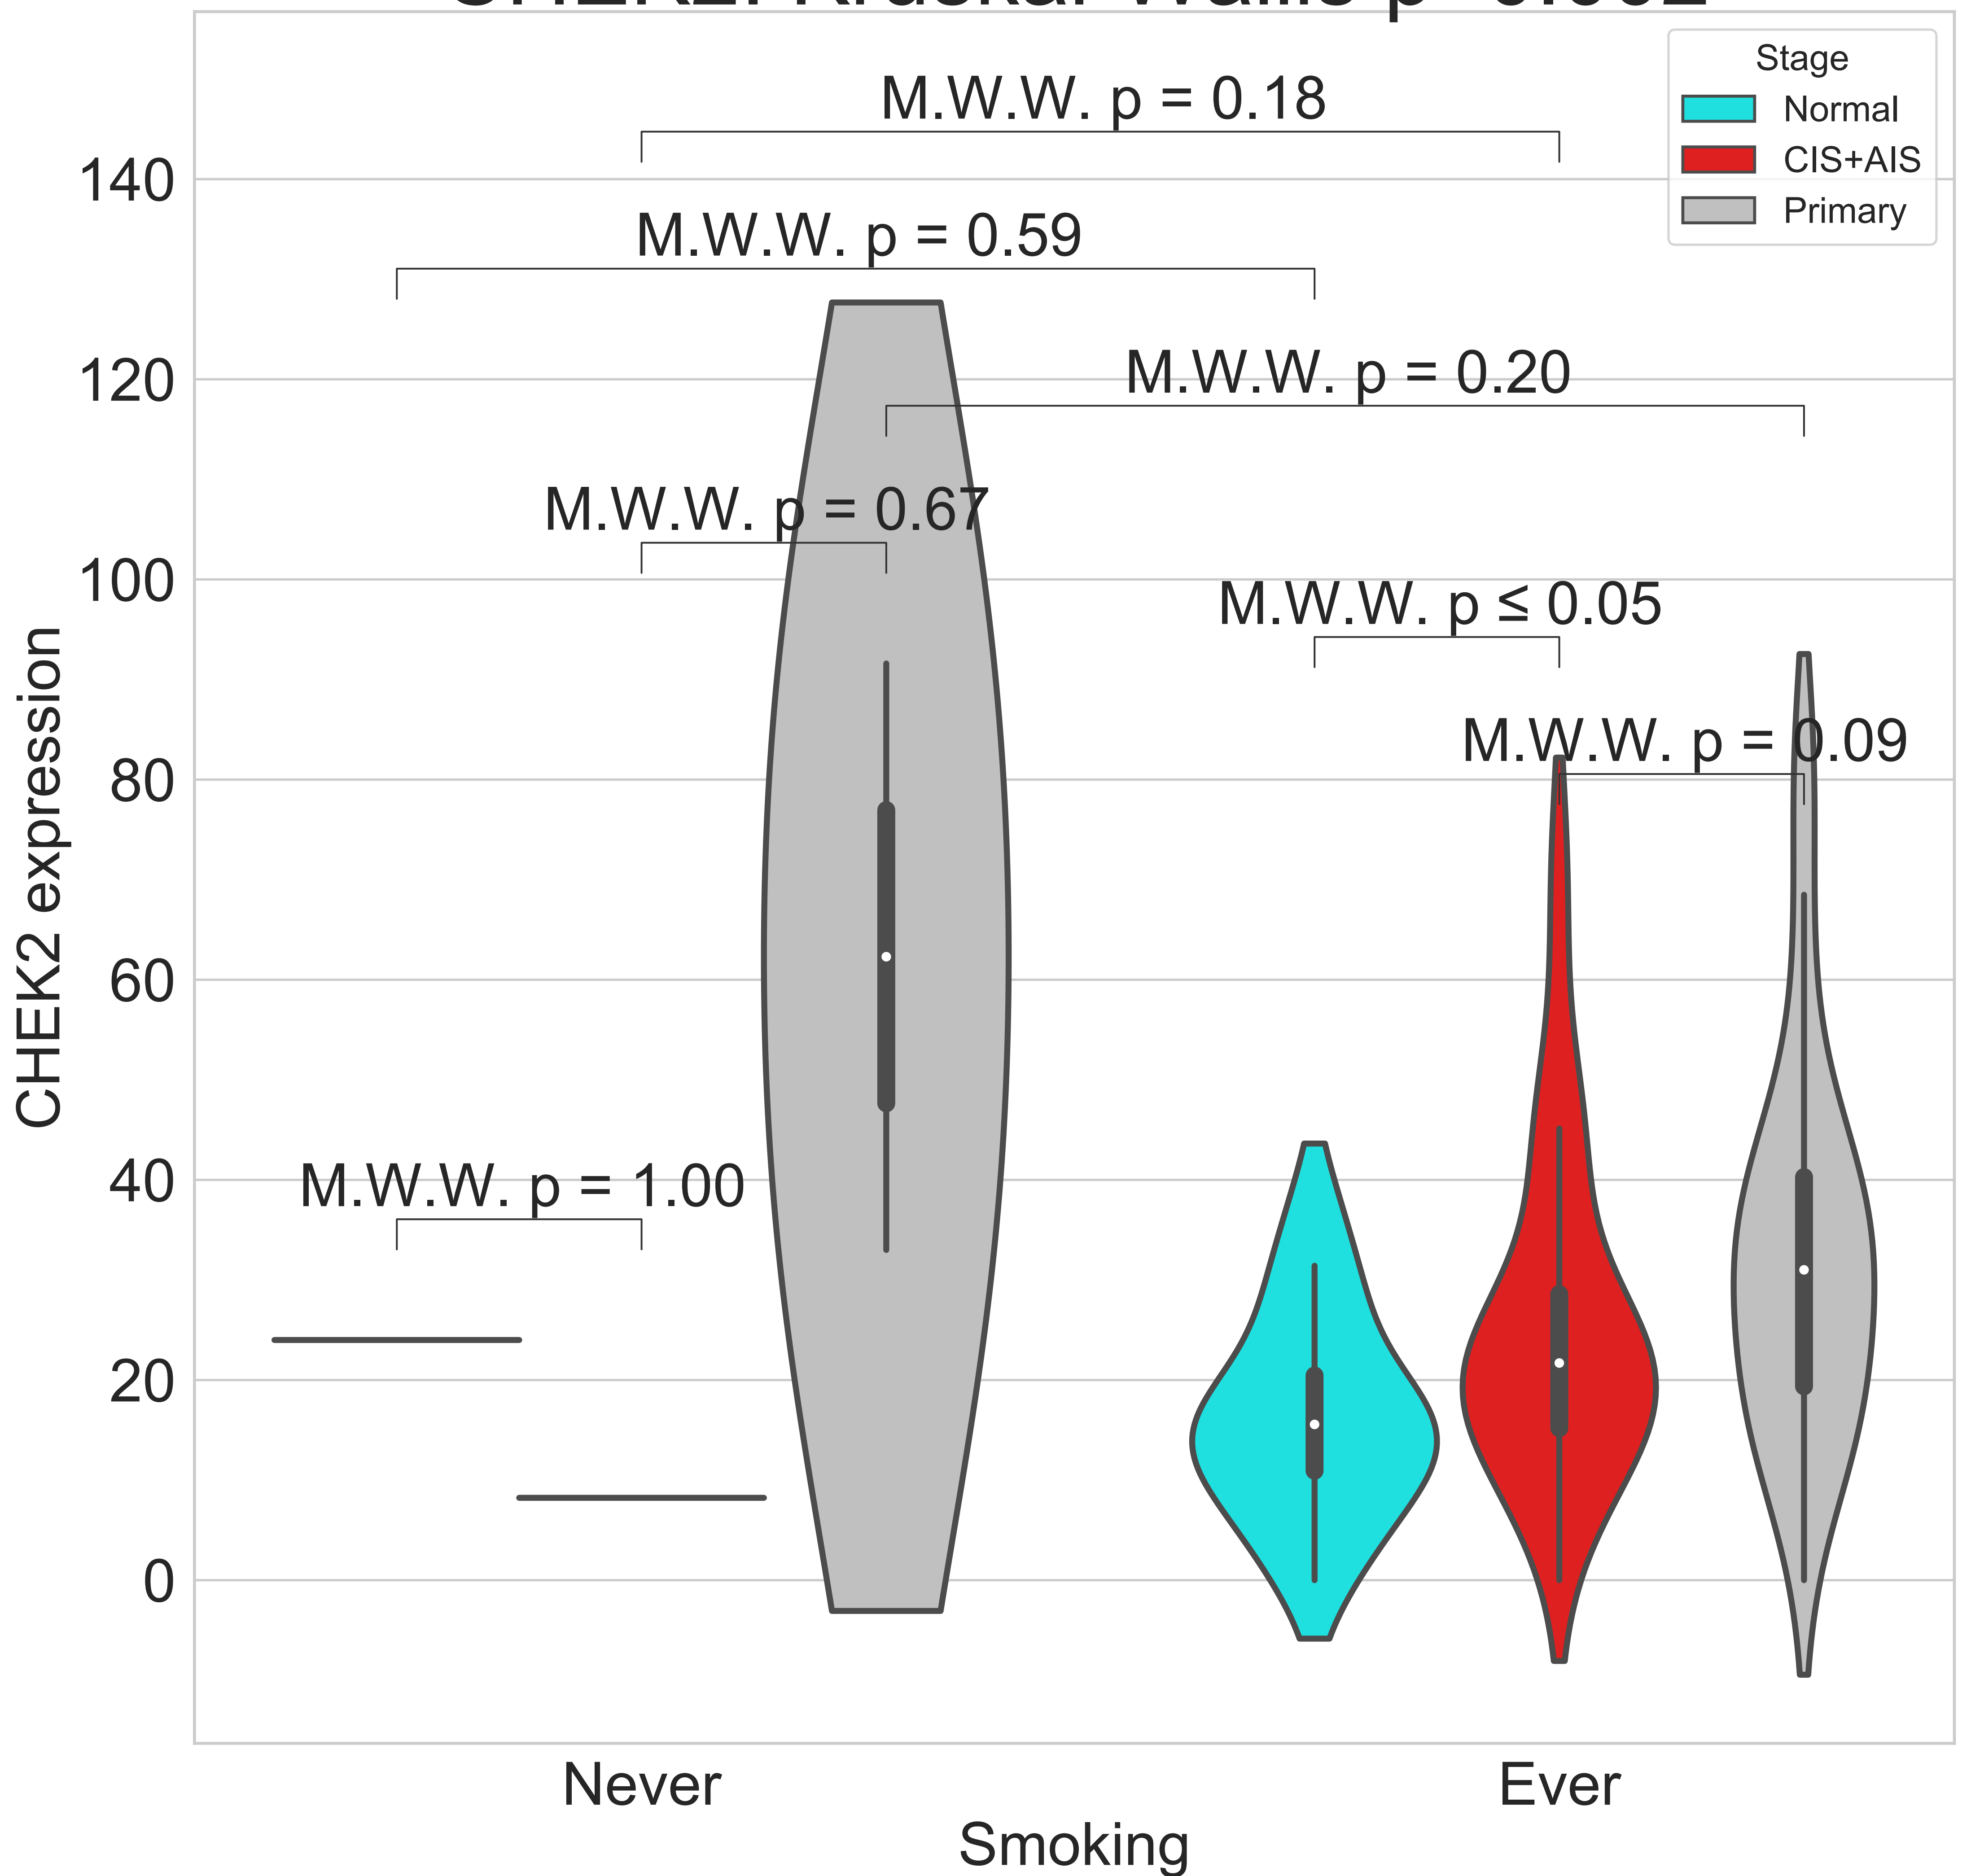 Stage
Normal
CIS+AIS
Primary
M.W.W. p = 0.18
M.W.W. p = 0.59
M.W.W. p = 0.20
M.W.W. p = 0.67
M.W.W. p ≤ 0.05
M.W.W. p = 0.09
M.W.W. p = 1.00
140
120
100
80
60
40
20
0
CHEK2 expression
Never
Ever
Smoking